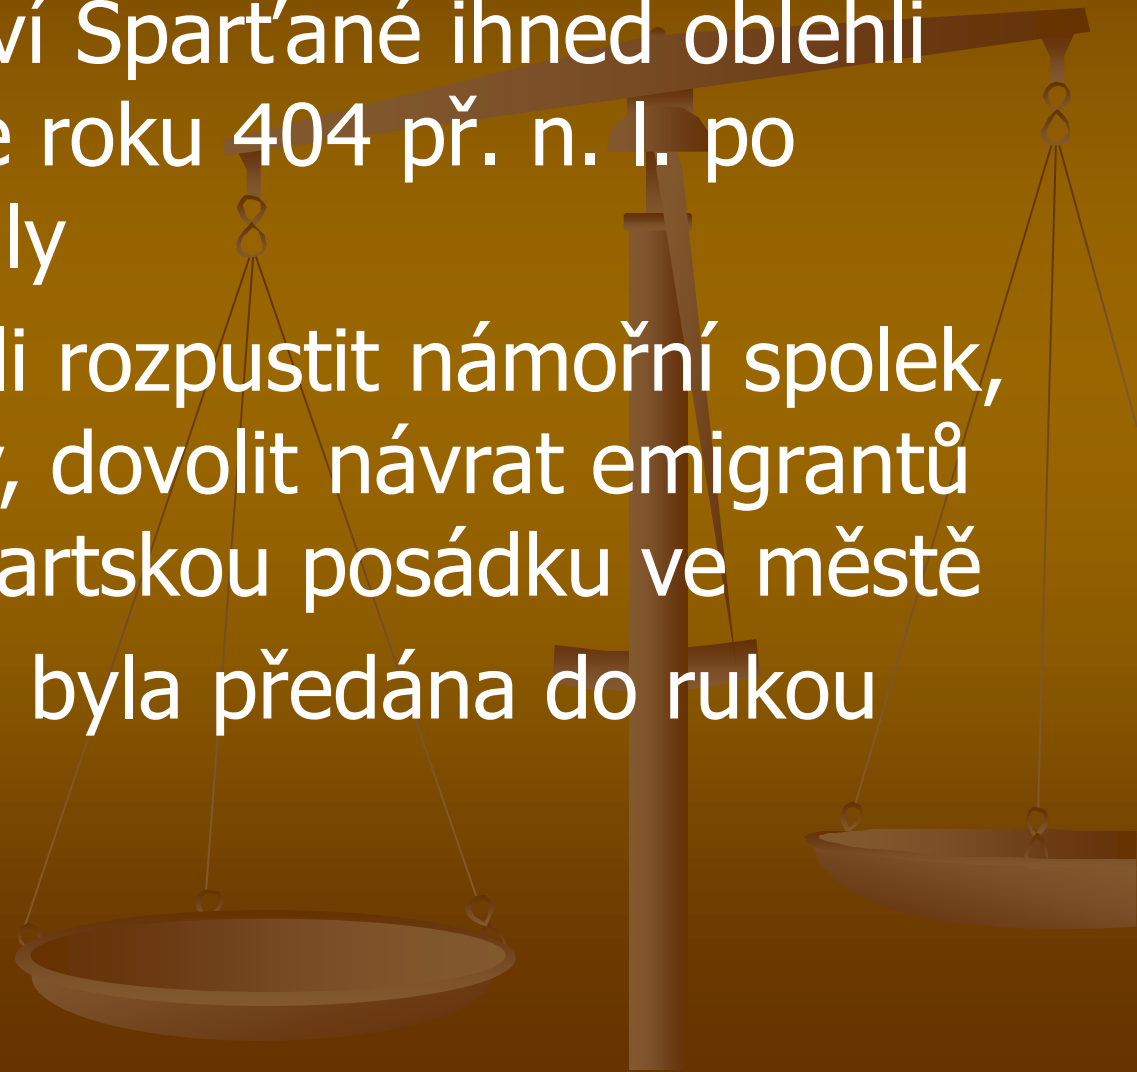 ví Sparťané ihned oblehli
e roku 404 př. n. l. po
ly
li rozpustit námořní spolek,
, dovolit návrat emigrantů
artskou posádku ve městě
byla předána do rukou